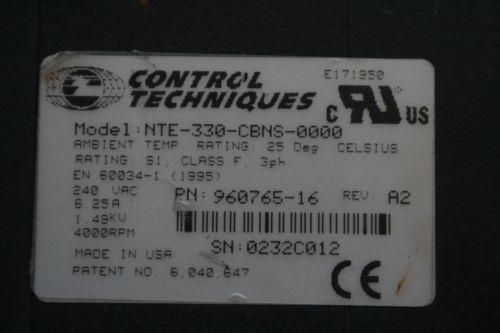 CONTROL
TECHNIQUES
E171950
C RU US
Model:NTE-330-CBNS-0000
AMBIENT TEMP. RATING: 25 Deg. CELSIUS
RATING: S1, CLASS F, 3ph
EN 60034-1 (1995)
240 VAC
6.25A
1.49KW
4000RPM
PN: 960765-16 REV: A2
SN:0232C012
MADE IN USA
PATENT NO. 6,040,647
CE